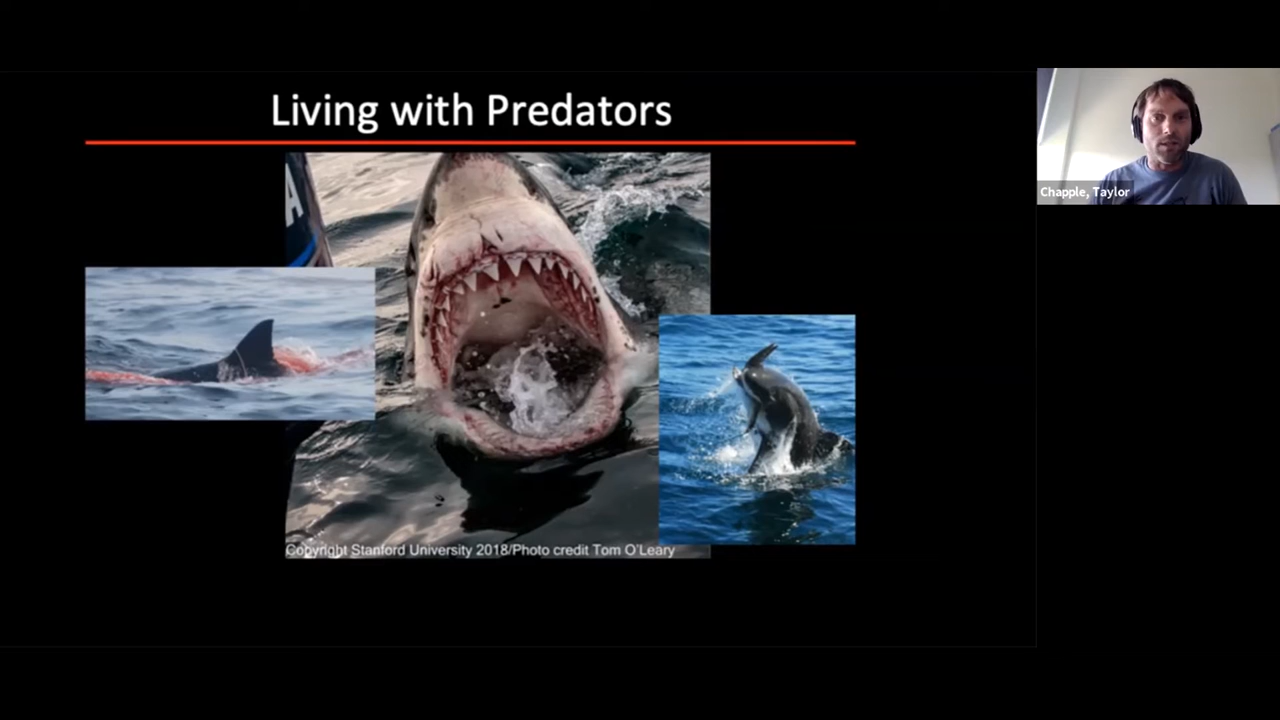 Living with Predators
Chapple, Taylor
A
Copyright Stanford University 2018/Photo credit Tom O'Leary